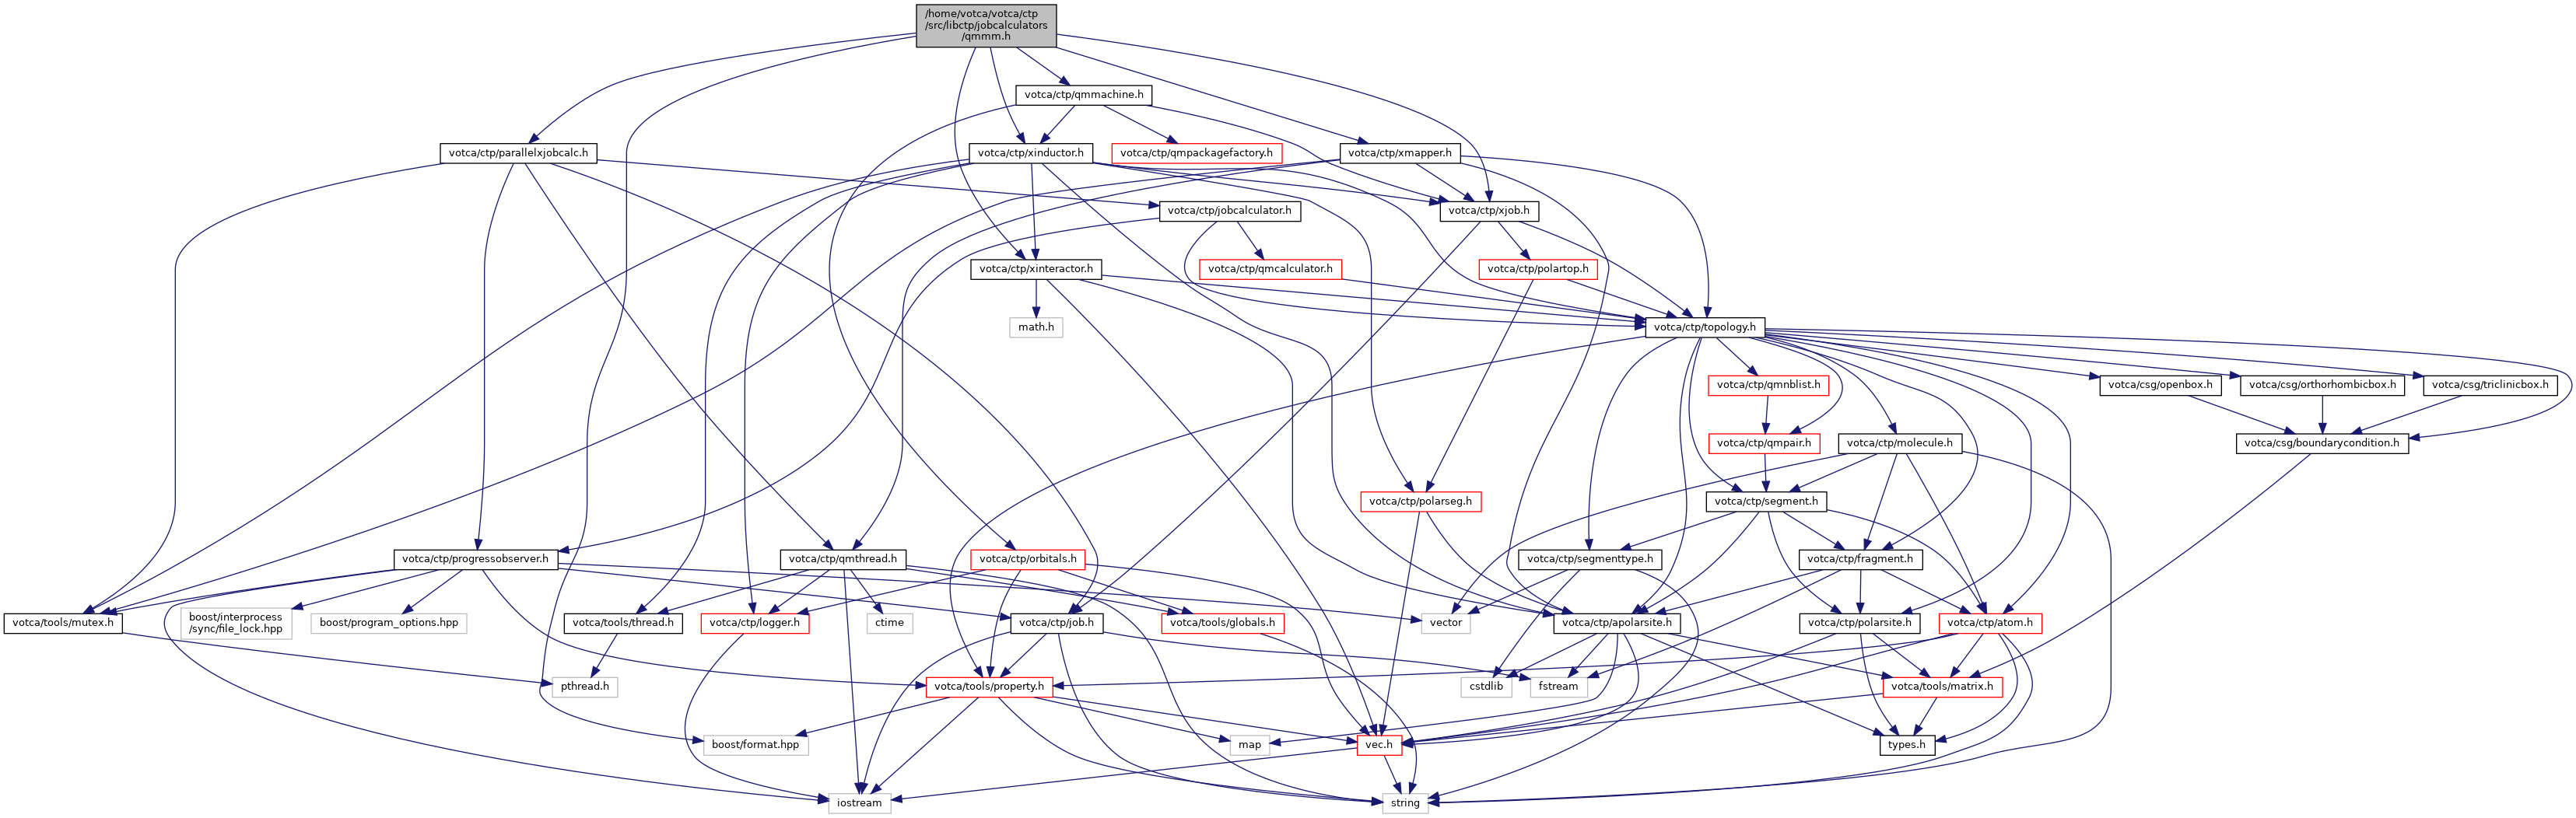 /home/votca/votca/ctp
/src/libctp/jobcalculators
/qmmm.h
votca/ctp/qmmachine.h
votca/ctp/parallelxjobcalc.h
votca/ctp/xinductor.h
votca/ctp/qmpackagefactory.h
votca/ctp/xmapper.h
votca/ctp/jobcalculator.h
votca/ctp/xjob.h
votca/ctp/xinteractor.h
votca/ctp/qmcalculator.h
votca/ctp/polartop.h
math.h
votca/ctp/topology.h
votca/ctp/qmnblist.h
votca/csg/openbox.h
votca/csg/orthorhombicbox.h
votca/csg/triclinicbox.h
votca/ctp/qmpair.h
votca/ctp/molecule.h
votca/csg/boundarycondition.h
votca/ctp/polarseg.h
votca/ctp/segment.h
votca/ctp/progressobserver.h
votca/ctp/qmthread.h
votca/ctp/orbitals.h
votca/ctp/segmenttype.h
votca/ctp/fragment.h
votca/tools/mutex.h
boost/interprocess
/sync/file_lock.hpp
boost/program_options.hpp
votca/tools/thread.h
votca/ctp/logger.h
ctime
votca/ctp/job.h
votca/tools/globals.h
vector
votca/ctp/apolarsite.h
votca/ctp/polarsite.h
votca/ctp/atom.h
pthread.h
votca/tools/property.h
cstdlib
fstream
votca/tools/matrix.h
boost/format.hpp
map
vec.h
types.h
iostream
string